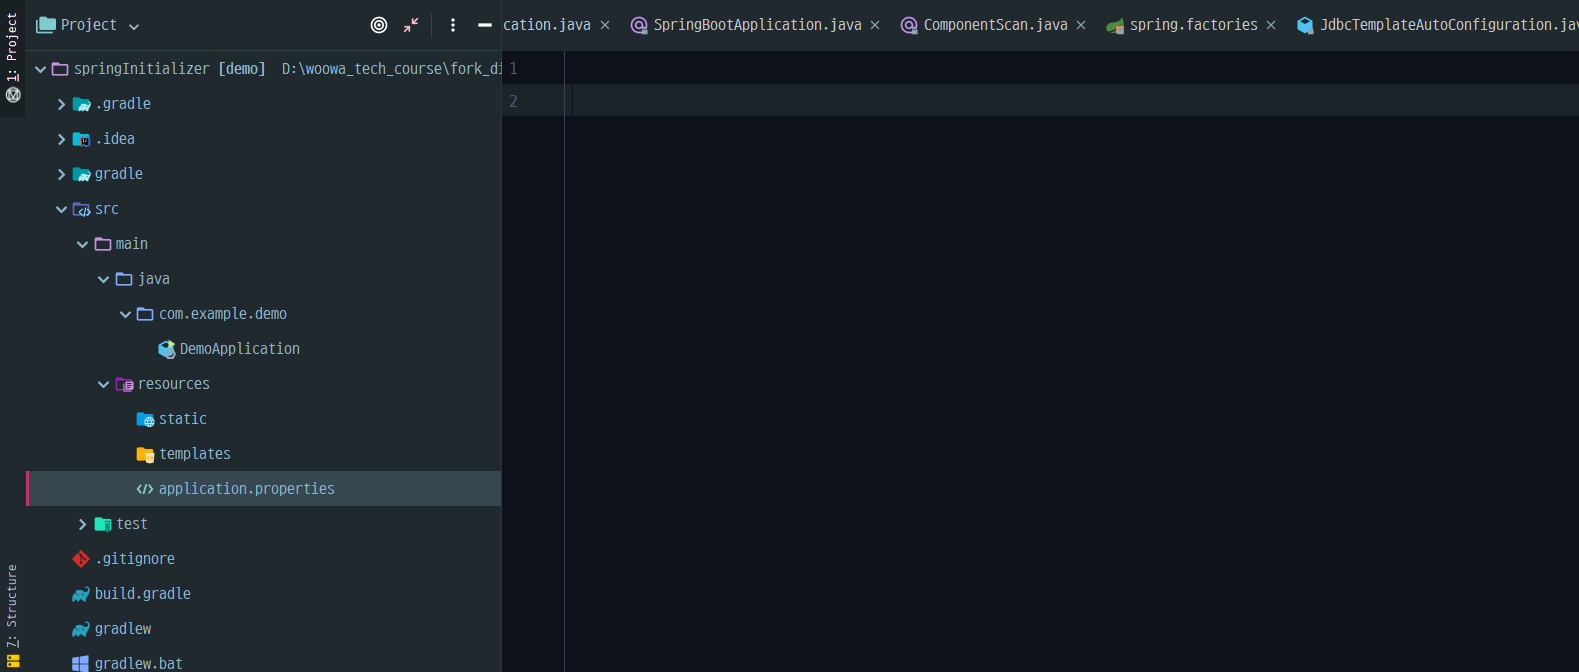 1: Project
Project
cation.java
SpringBootApplication.java
ComponentScan.java
spring.factories
JdbcTemplateAutoConfiguration.jav
springInitializer [demo] D:\woowa_tech_course\fork_di
1
.gradle
2
.idea
gradle
src
main
java
com.example.demo
DemoApplication
resources
static
templates
application.properties
test
.gitignore
build.gradle
gradlew
gradlew.bat
7: Structure